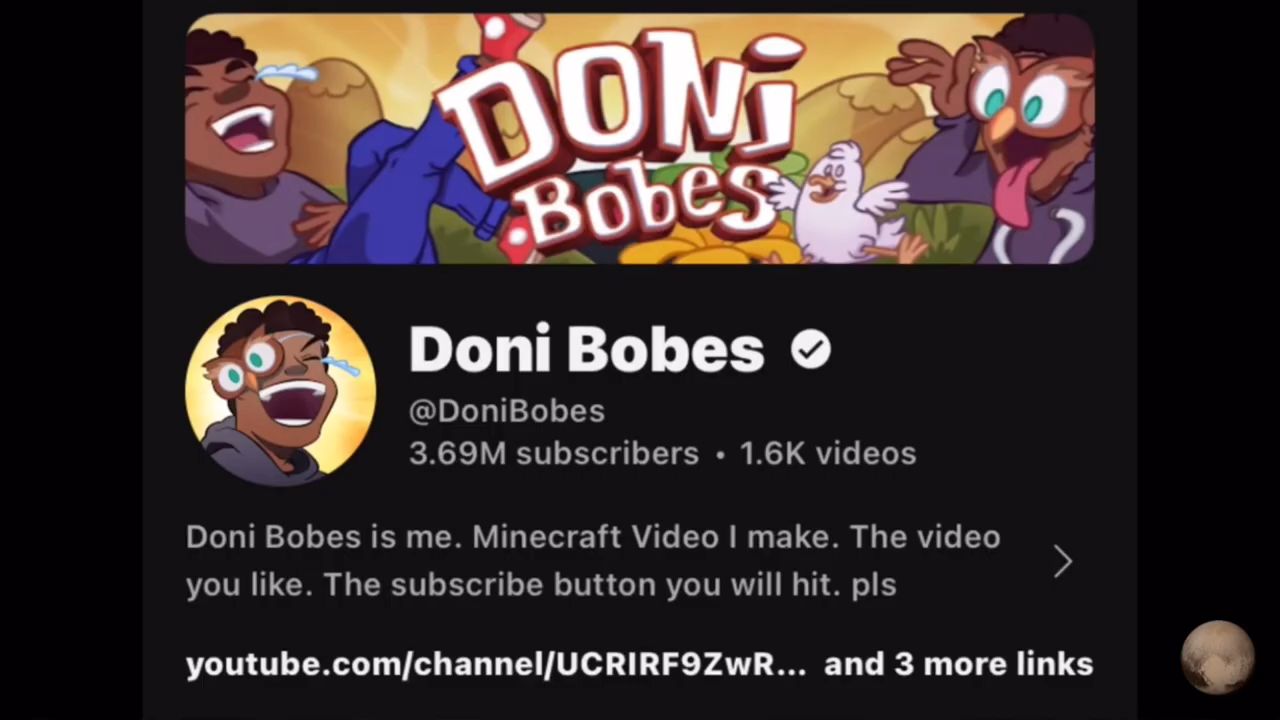 DONi
Bobes
Doni Bobes
@DoniBobes
3.69M subscribers • 1.6K videos
Doni Bobes is me. Minecraft Video I make. The video
you like. The subscribe button you will hit. pls
youtube.com/channel/UCRIRF9ZwR... and 3 more links